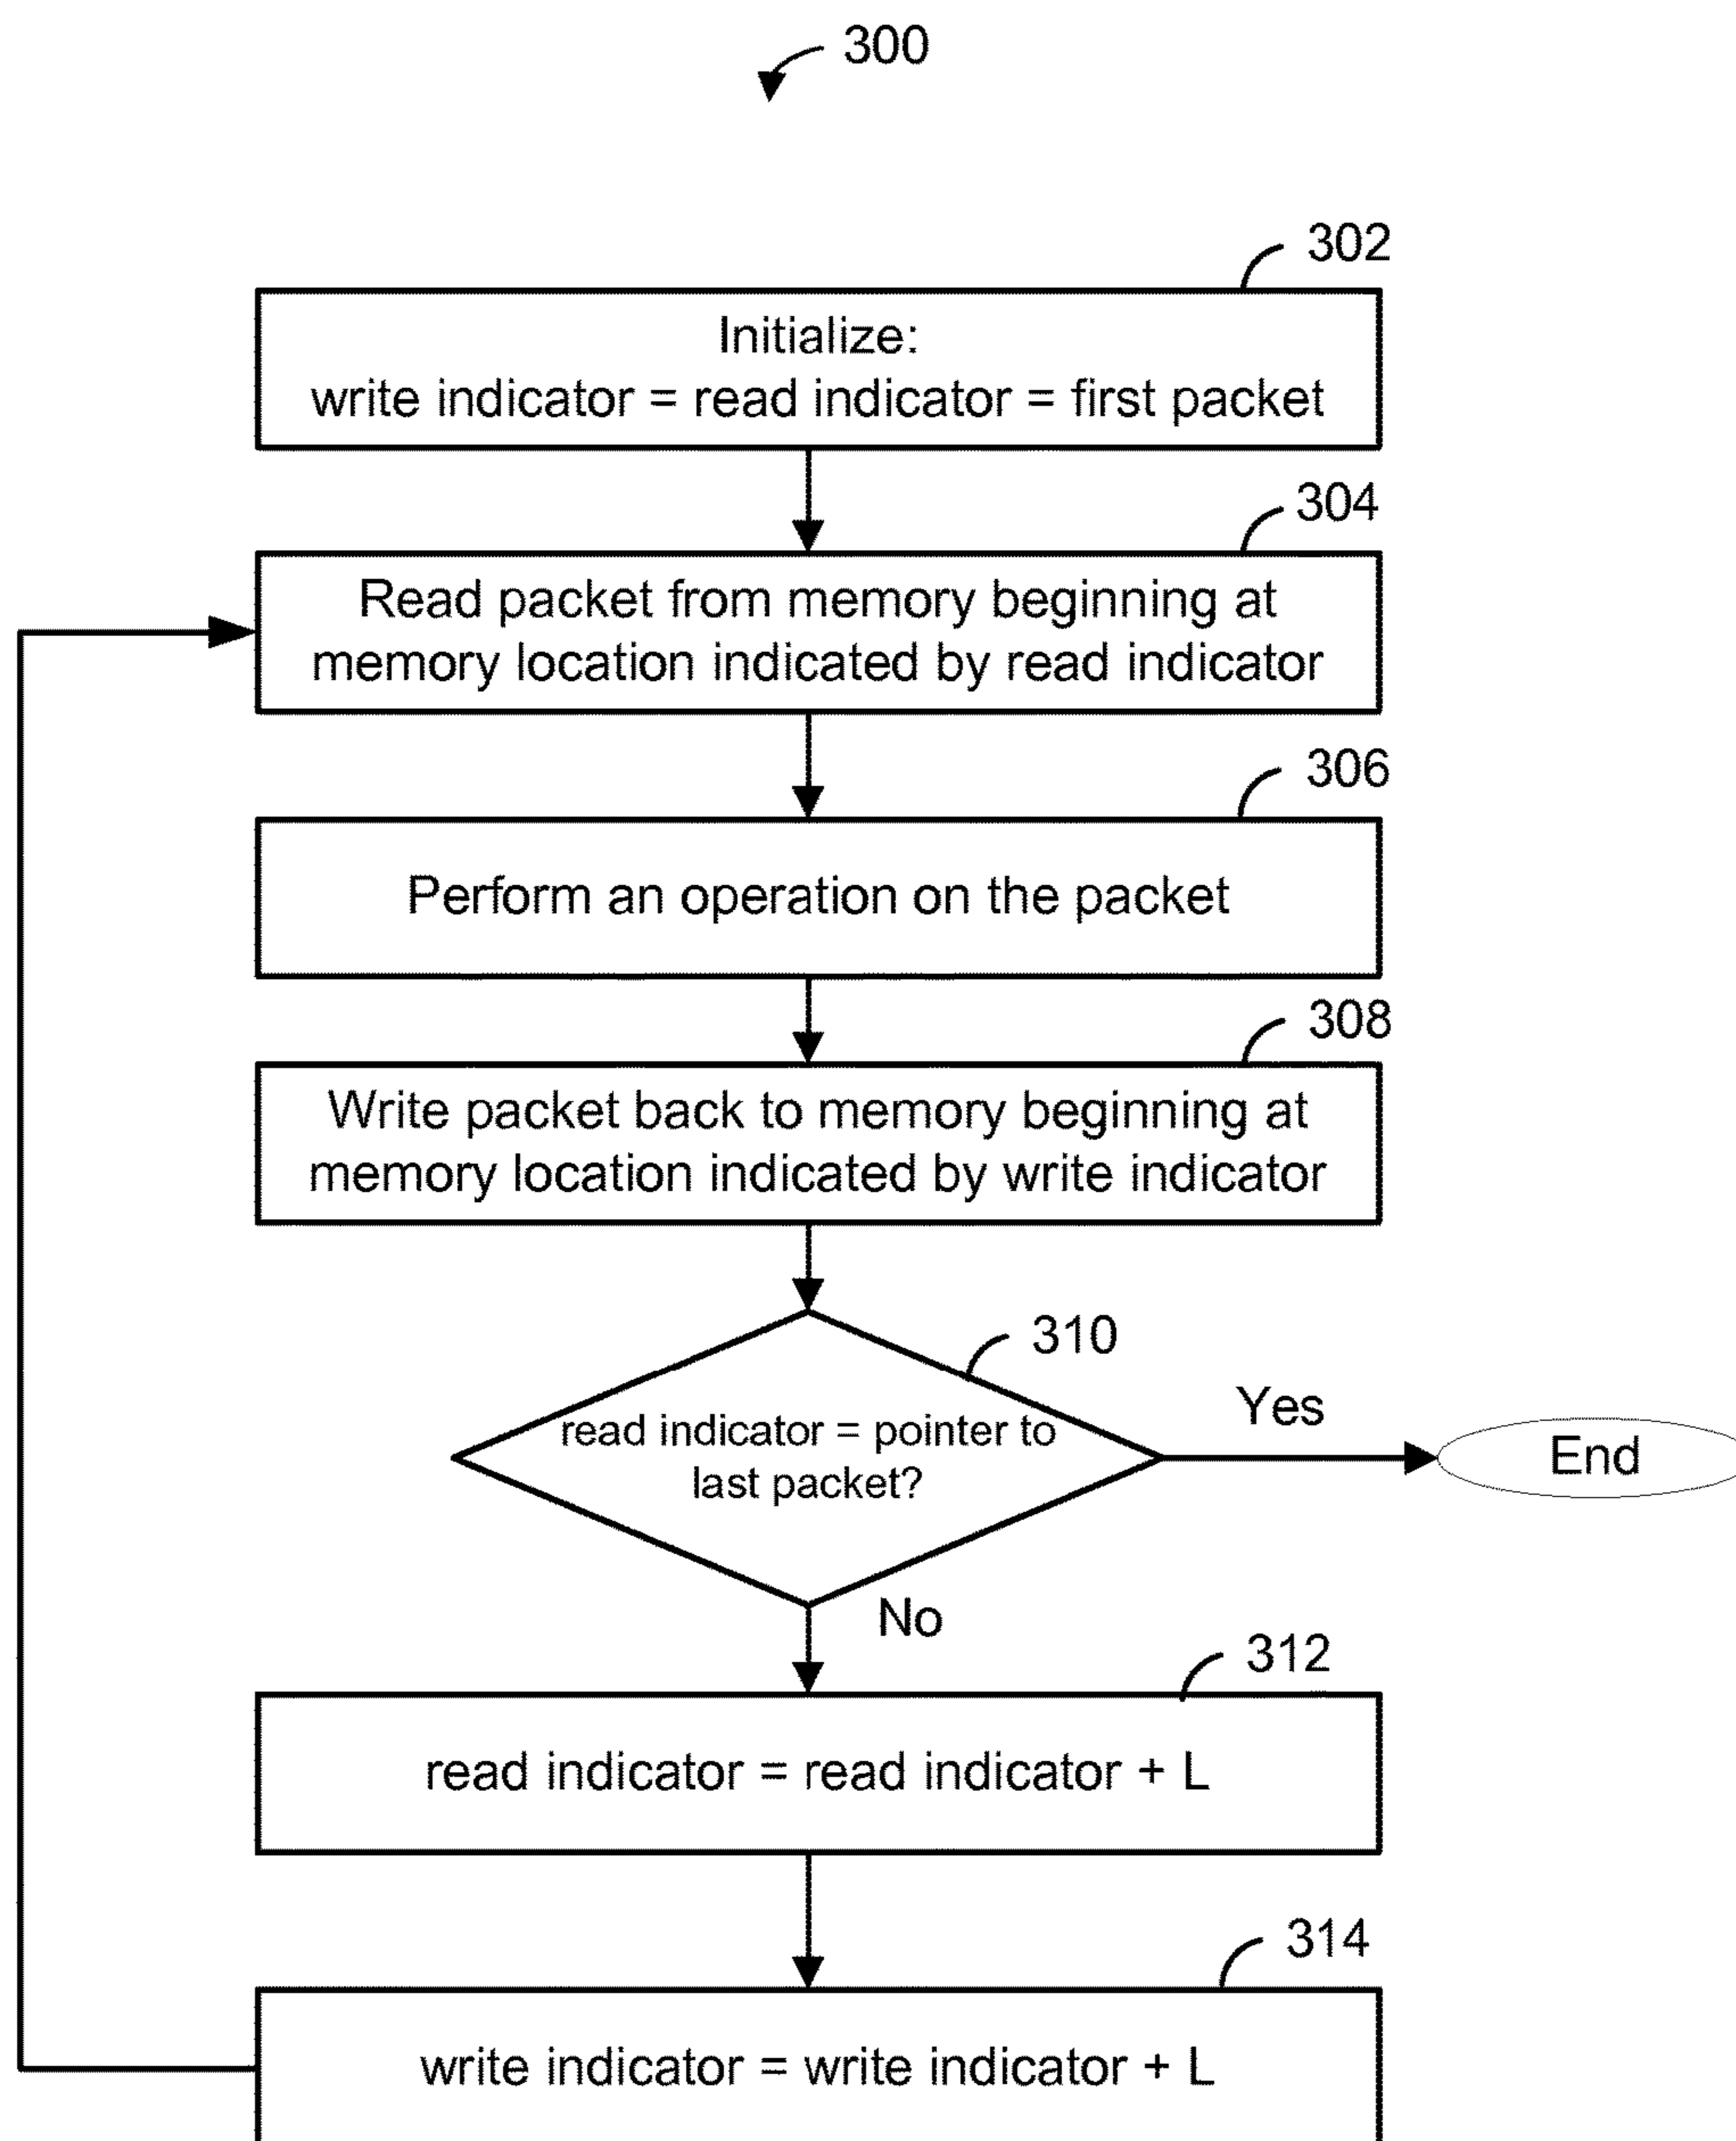 300
302
Initialize:
write indicator = read indicator = first packet
304
Read packet from memory beginning at
memory location indicated by read indicator
306
Perform an operation on the packet
308
Write packet back to memory beginning at
memory location indicated by write indicator
310
read indicator = pointer to
last packet?
Yes
End
No
312
read indicator = read indicator + L
314
write indicator = write indicator + L